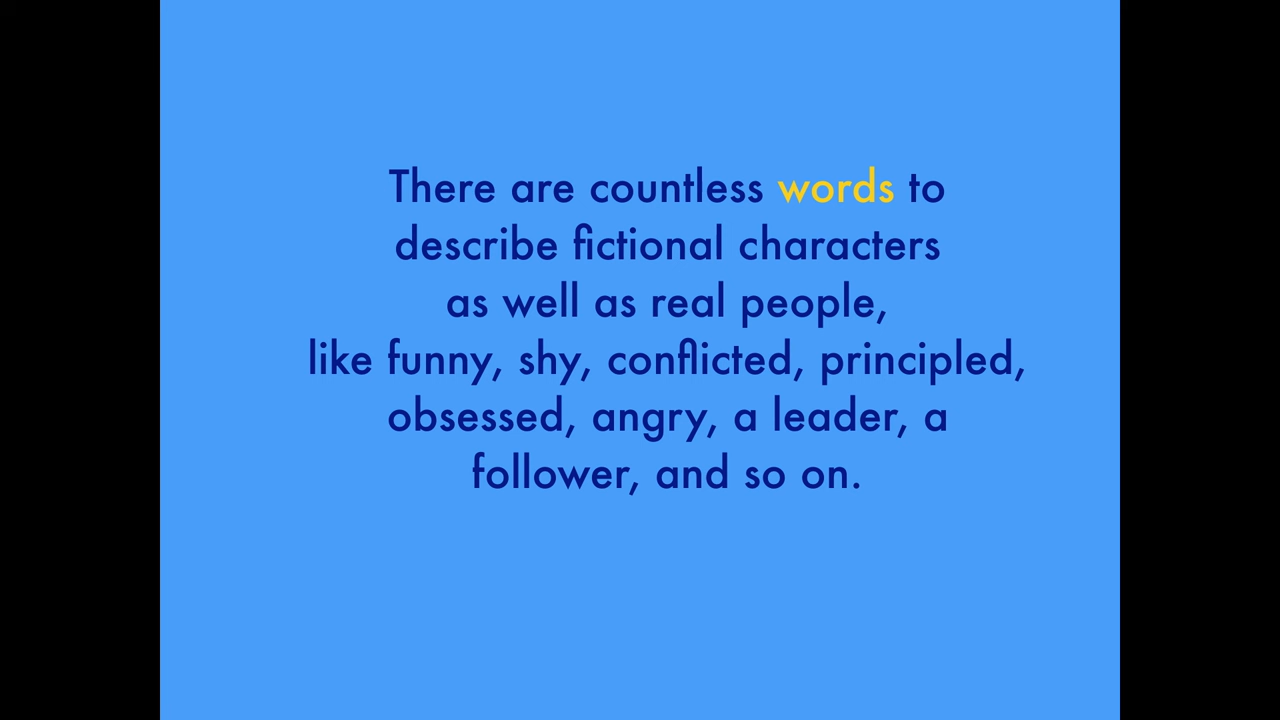 There are countless words to
describe fictional characters
as well as real people,
like funny, shy, conflicted, principled,
obsessed, angry, a leader, a
follower, and so on.